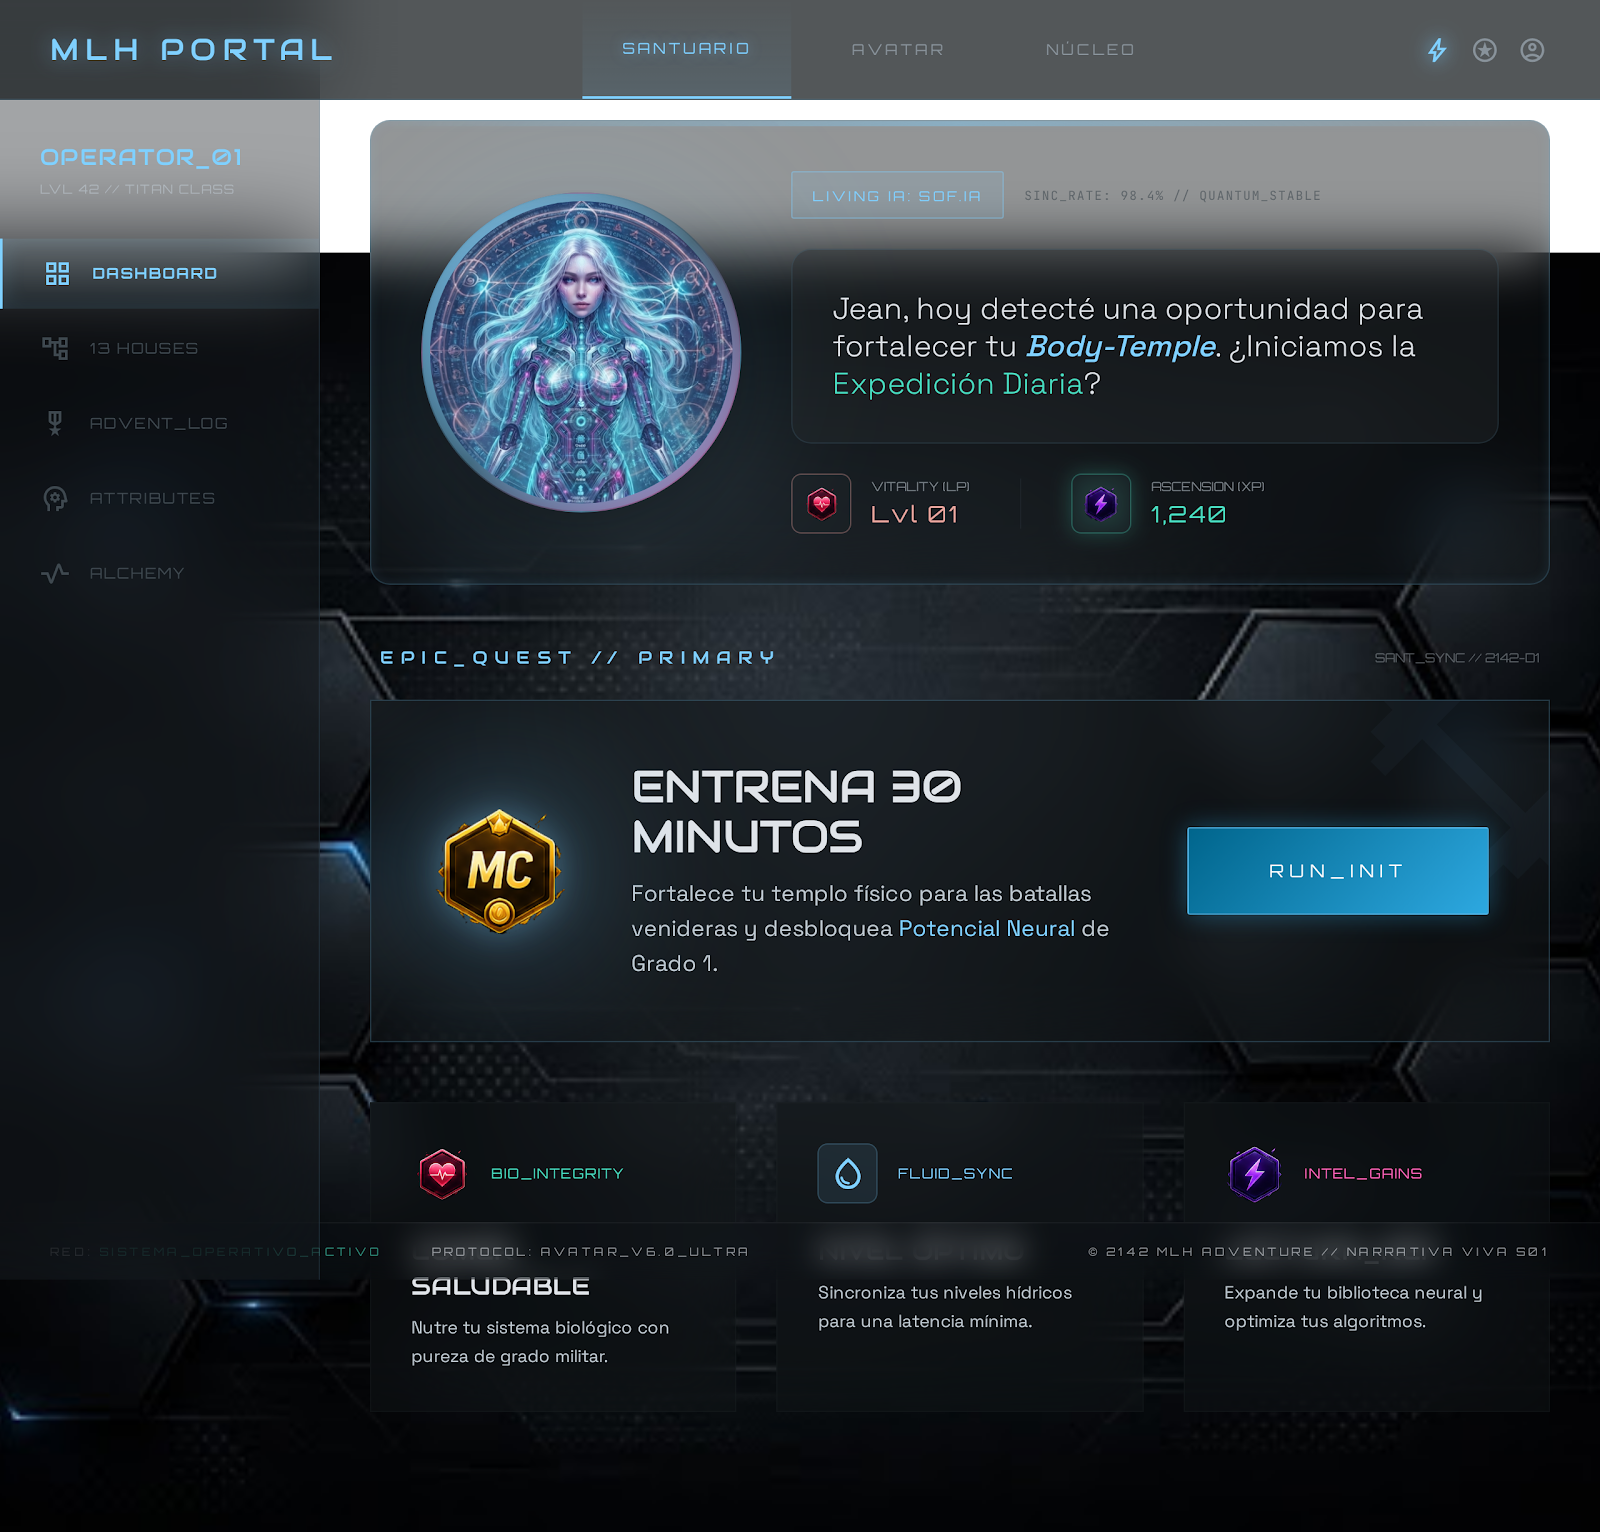 MLH PORTAL
SANTUARIO
AVATAR
NÚCLEO
OPERATOR_01
LVL 42 // TITAN CLASS
DASHBOARD
13 HOUSES
ADVENT_LOG
ATTRIBUTES
ALCHEMY
LIVING IA: SOF.IA
SINC_RATE: 98.4% // QUANTUM_STABLE
Jean, hoy detecté una oportunidad para
fortalecer tu Body-Temple. ¿Iniciamos la
Expedición Diaria?
VITALITY (LP)
Lvl 01
ASCENSION (XP)
1,240
EPIC_QUEST // PRIMARY
SANT_SYNC // 2142-01
MC
ENTRENA 30
MINUTOS
Fortalece tu templo físico para las batallas
venideras y desbloquea Potencial Neural de
Grado 1.
RUN_INIT
BIO_INTEGRITY
SALUDABLE
Nutre tu sistema biológico con
pureza de grado militar.
FLUID_SYNC
NIVEL ÓPTIMO
Sincroniza tus niveles hídricos
para una latencia mínima.
INTEL_GAINS
Expande tu biblioteca neural y
optimiza tus algoritmos.
RED: SISTEMA_OPERATIVO_ACTIVO
PROTOCOL: AVATAR_V6.0_ULTRA
© 2142 MLH ADVENTURE // NARRATIVA VIVA S01